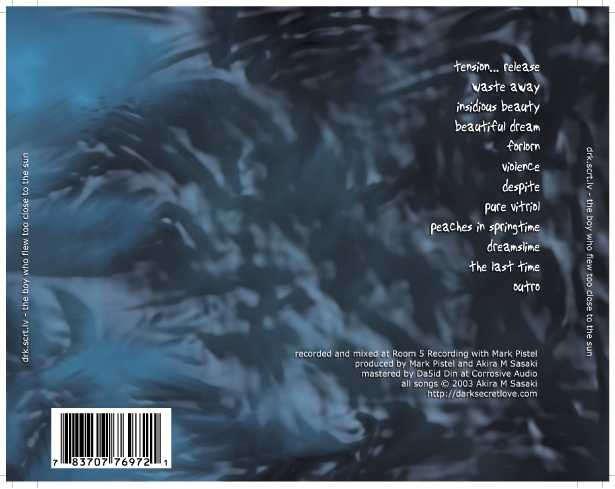 drk.scrt.lv - the boy who flew too close to the sun
tension... release
waste away
insidious beauty
beautiful dream
forlorn
violence
despite
pure vitriol
peaches in springtime
dreamslime
the last time
outro
recorded and mixed at Room 5 Recording with Mark Pistel
produced by Mark Pistel and Akira M Sasaki
mastered by Da5id Din at Corrosive Audio
all songs © 2003 Akira M Sasaki
http://darksecretlove.com
7 83707 76972 1
drk.scrt.lv - the boy who flew too close to the sun